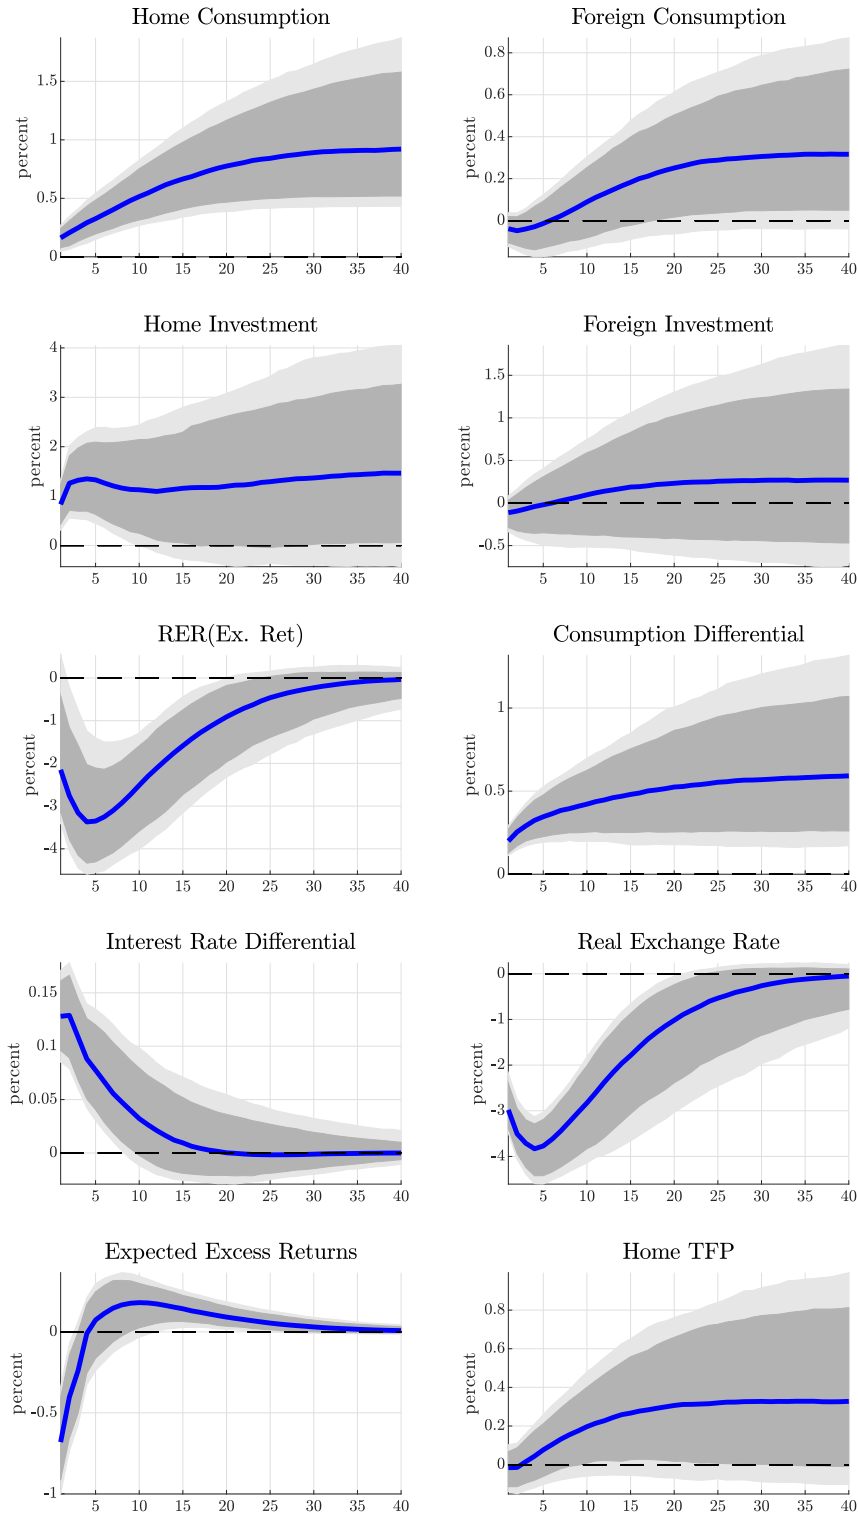 Home Consumption
percent
1.5
1
0.5
0
5 10 15 20 25 30 35 40
Foreign Consumption
percent
0.8
0.6
0.4
0.2
0
5 10 15 20 25 30 35 40
Home Investment
percent
4
3
2
1
0
5 10 15 20 25 30 35 40
Foreign Investment
percent
1.5
1
0.5
0
-0.5
5 10 15 20 25 30 35 40
RER(Ex. Ret)
percent
0
-1
-2
-3
-4
5 10 15 20 25 30 35 40
Consumption Differential
percent
1
0.5
0
5 10 15 20 25 30 35 40
Interest Rate Differential
percent
0.15
0.1
0.05
0
5 10 15 20 25 30 35 40
Real Exchange Rate
percent
0
-1
-2
-3
-4
5 10 15 20 25 30 35 40
Expected Excess Returns
percent
0
-0.5
-1
5 10 15 20 25 30 35 40
Home TFP
percent
0.8
0.6
0.4
0.2
0
5 10 15 20 25 30 35 40